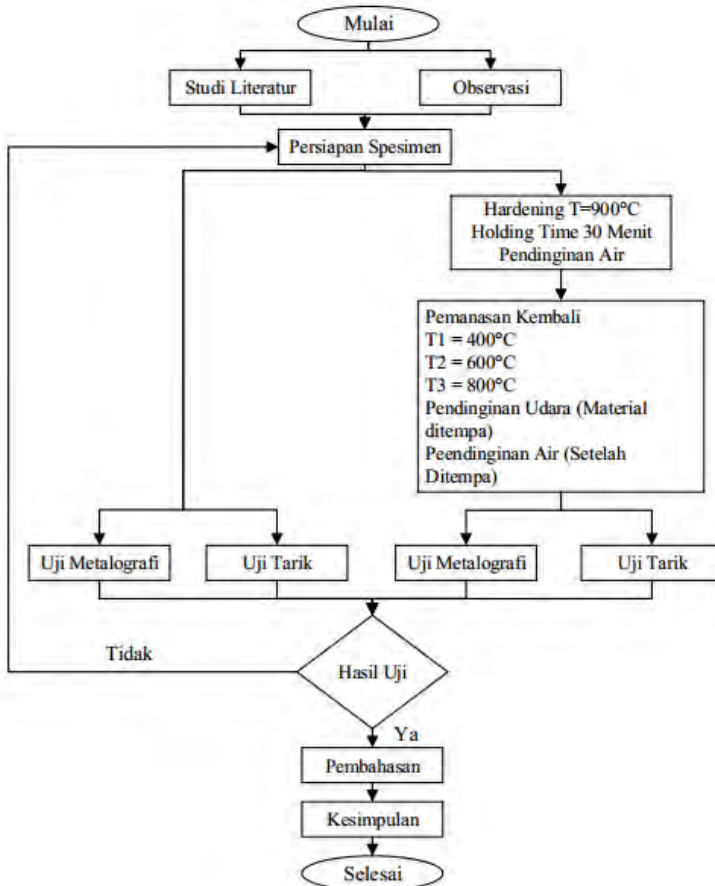 Mulai
Studi Literatur
Observasi
Persiapan Spesimen
Hardening T=900°C
Holding Time 30 Menit
Pendinginan Air
Pemanasan Kembali
T1 = 400°C
T2 = 600°C
T3 = 800°C
Pendinginan Udara (Material
ditempa)
Peendinginan Air (Setelah
Ditempa)
Uji Metalografi
Uji Tarik
Uji Metalografi
Uji Tarik
Tidak
Hasil Uji
Ya
Pembahasan
Kesimpulan
Selesai